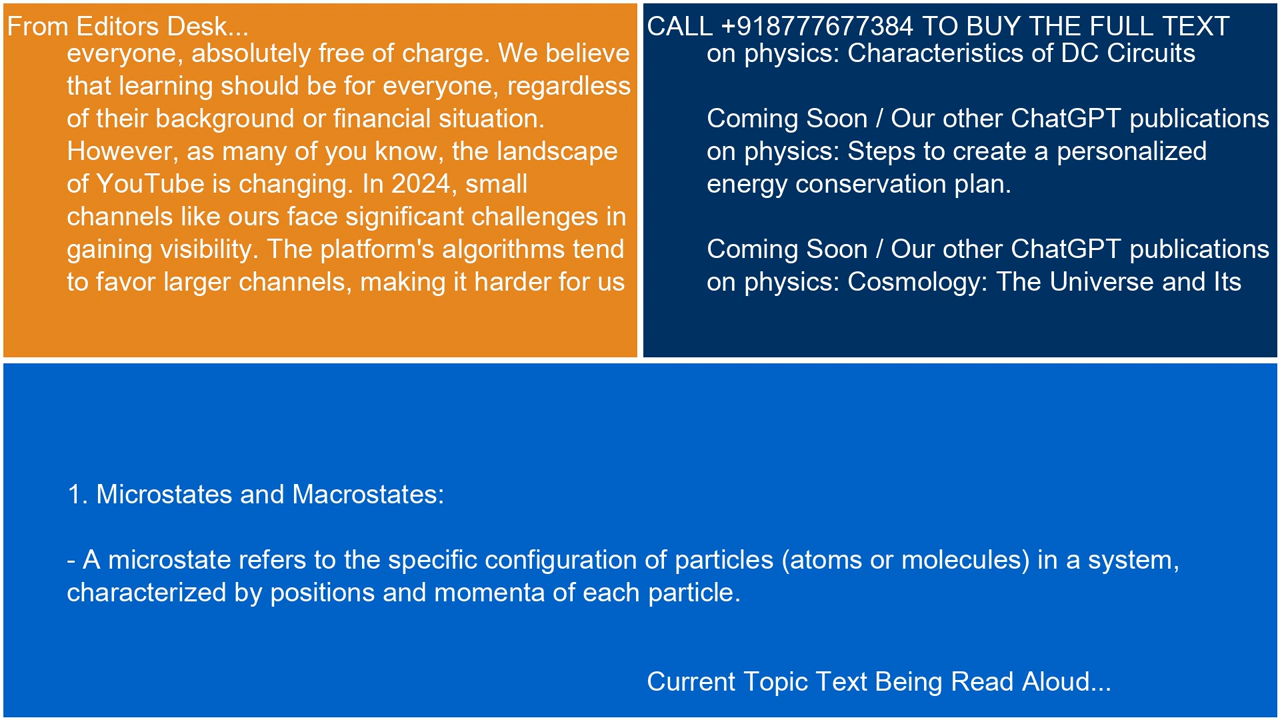 From Editors Desk...
everyone, absolutely free of charge. We believe
that learning should be for everyone, regardless
of their background or financial situation.
However, as many of you know, the landscape
of YouTube is changing. In 2024, small
channels like ours face significant challenges in
gaining visibility. The platform's algorithms tend
to favor larger channels, making it harder for us
CALL +918777677384 TO BUY THE FULL TEXT
on physics: Characteristics of DC Circuits
Coming Soon / Our other ChatGPT publications
on physics: Steps to create a personalized
energy conservation plan.
Coming Soon / Our other ChatGPT publications
on physics: Cosmology: The Universe and Its
1. Microstates and Macrostates:
- A microstate refers to the specific configuration of particles (atoms or molecules) in a system,
characterized by positions and momenta of each particle.
Current Topic Text Being Read Aloud...